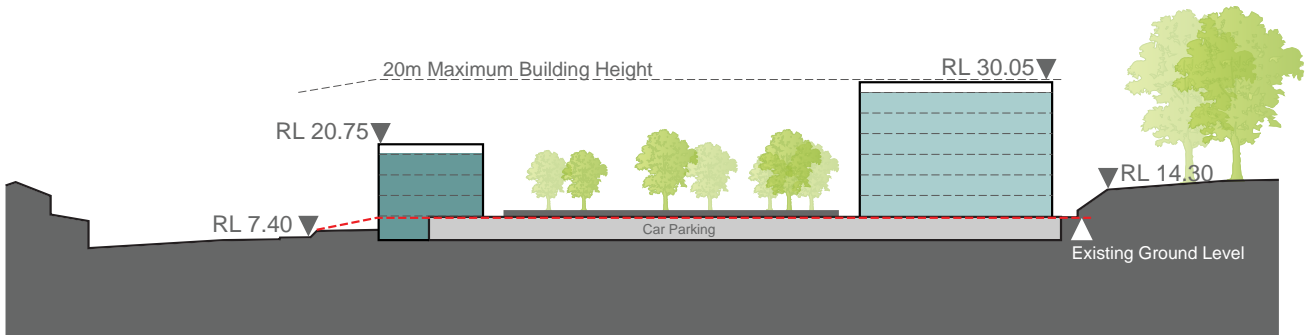 20m Maximum Building Height
RL 30.05
RL 20.75
RL 14.30
RL 7.40
Car Parking
Existing Ground Level